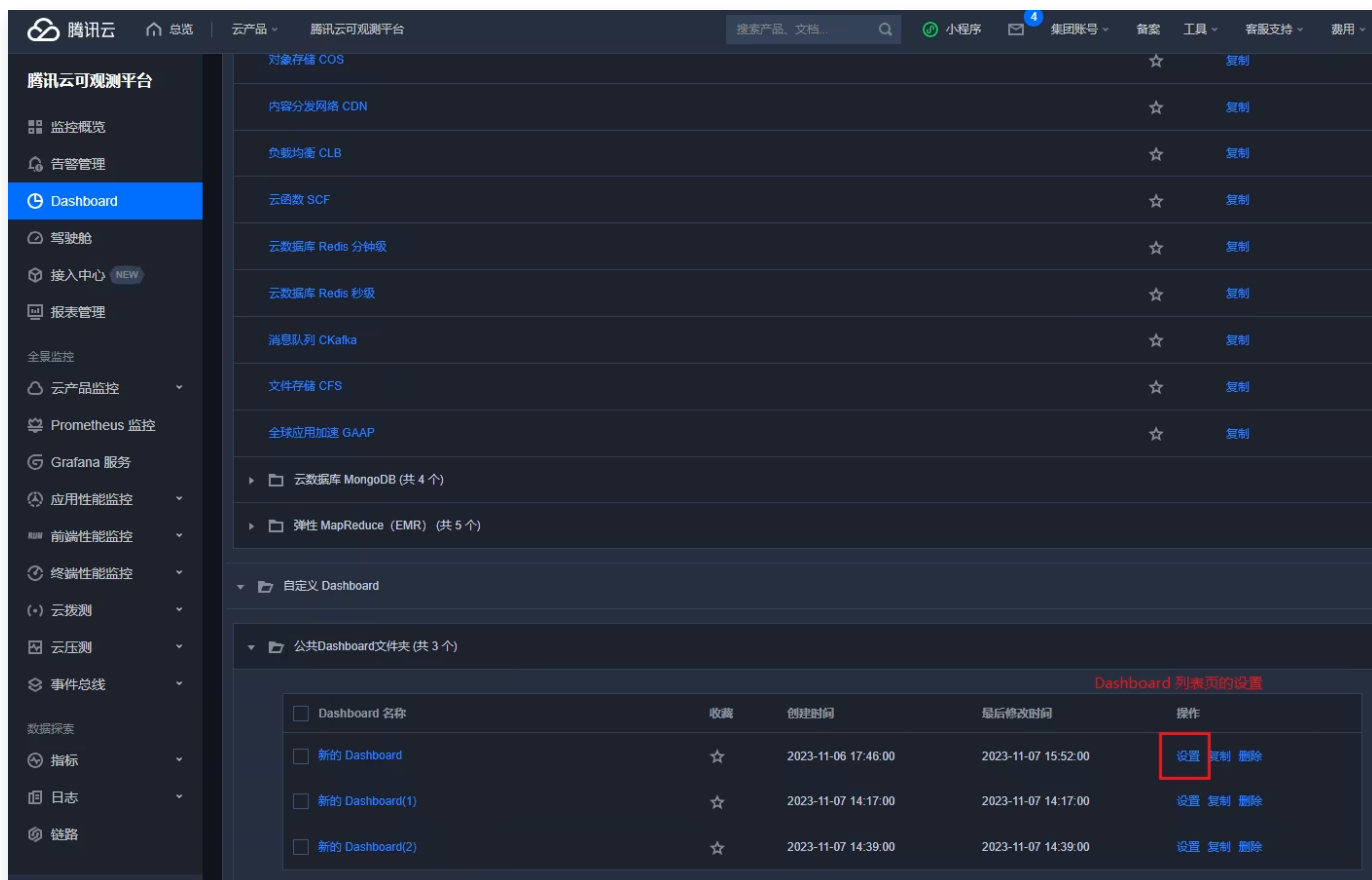 腾讯云 总览 云产品 腾讯云可观测平台 搜索产品、文档... 小程序 4 集团账号 备案 工具 客服支持 费用
腾讯云可观测平台
监控概览
告警管理
Dashboard
驾驶舱
接入中心 NEW
报表管理
全景监控
云产品监控
Prometheus 监控
Grafana 服务
应用性能监控
RUM 前端性能监控
终端性能监控
云拨测
云压测
事件总线
数据探索
指标
日志
链路
对象存储 COS 复制
内容分发网络 CDN 复制
负载均衡 CLB 复制
云函数 SCF 复制
云数据库 Redis 分钟级 复制
云数据库 Redis 秒级 复制
消息队列 CKafka 复制
文件存储 CFS 复制
全球应用加速 GAAP 复制
云数据库 MongoDB (共 4 个)
弹性 MapReduce（EMR） (共 5 个)
自定义 Dashboard
公共Dashboard文件夹 (共 3 个)
Dashboard 列表页的设置
Dashboard 名称 收藏 创建时间 最后修改时间 操作
新的 Dashboard 2023-11-06 17:46:00 2023-11-07 15:52:00 设置 复制 删除
新的 Dashboard(1) 2023-11-07 14:17:00 2023-11-07 14:17:00 设置 复制 删除
新的 Dashboard(2) 2023-11-07 14:39:00 2023-11-07 14:39:00 设置 复制 删除